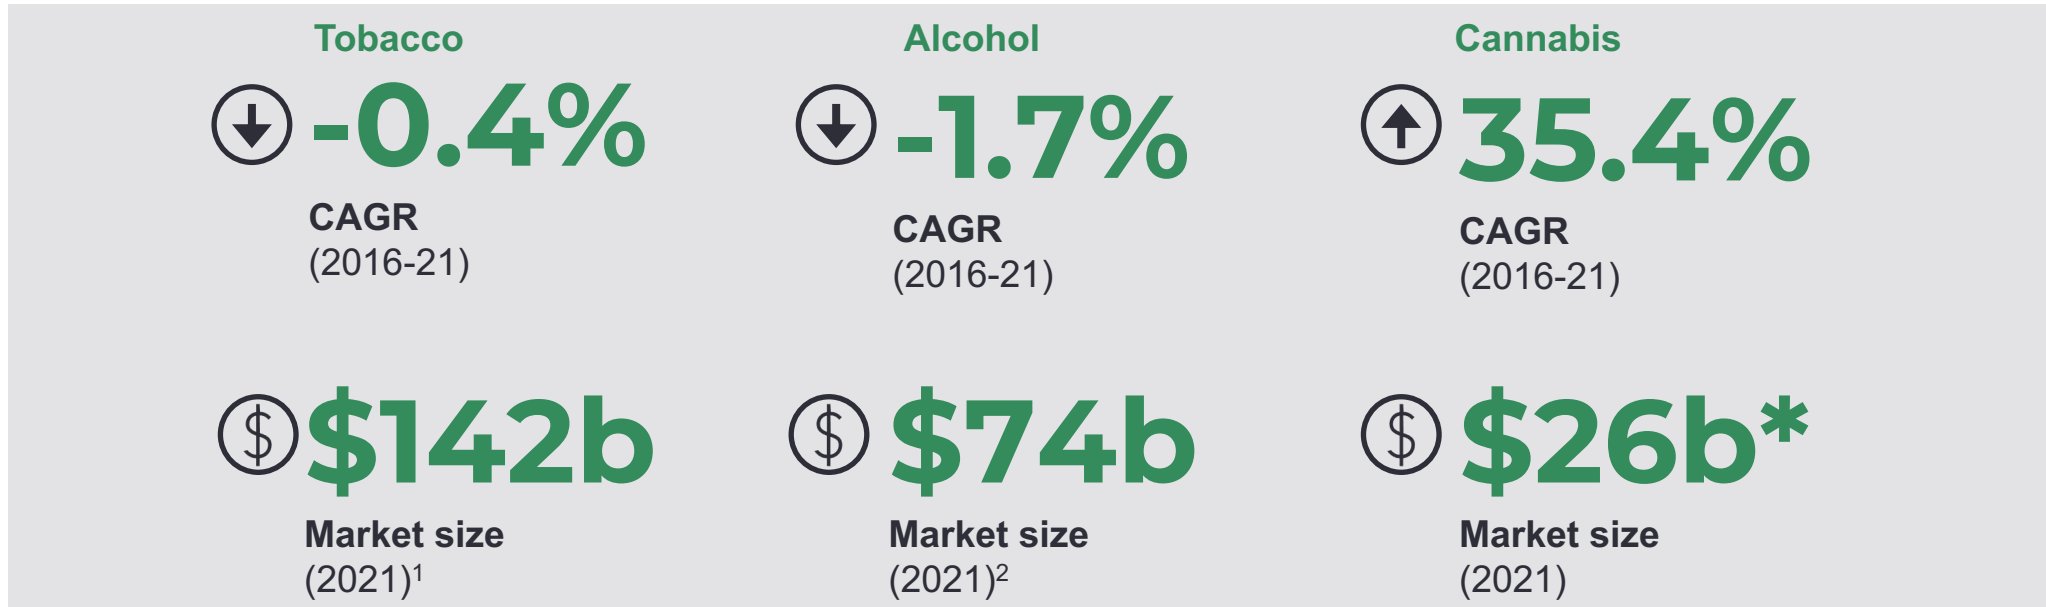 Tobacco
-0.4%
CAGR
(2016-21)
$
$142b
Market size
(2021)¹
Alcohol
-1.7%
CAGR
(2016-21)
$
$74b
Market size
(2021)²
Cannabis
35.4%
CAGR
(2016-21)
$
$26b*
Market size
(2021)